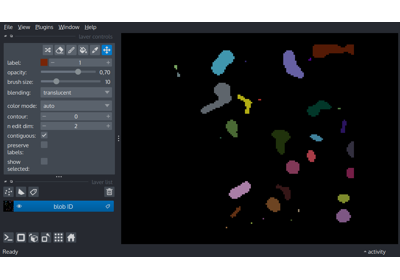 File View Plugins Window Help
layer controls
label: 1
opacity: 0,70
brush size: 10
blending: translucent
color mode: auto
contour: 0
n edit dim: 2
contiguous:
preserve
labels:
show
selected:
layer list
blob ID
Ready activity